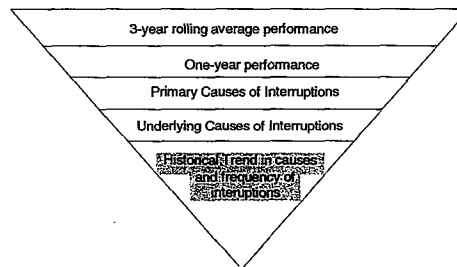 3-year rolling average performance
One-year performance
Primary Causes of Interruptions
Underlying Causes of Interruptions
Historical Trend in causes
and frequency of
interuptions